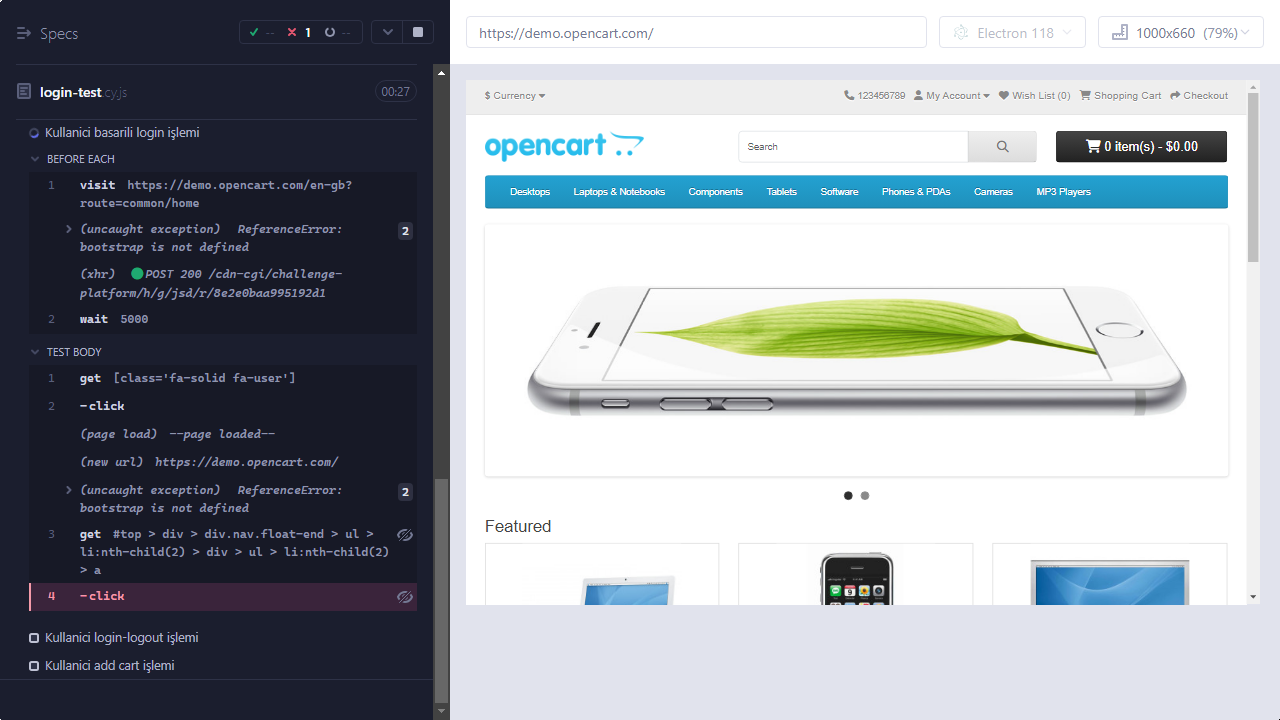 Specs
-- 1 --
login-test.cy.js 00:27
Kullanici basarili login işlemi
BEFORE EACH
1 visit https://demo.opencart.com/en-gb?
route=common/home
(uncaught exception) ReferenceError: 2
bootstrap is not defined
(xhr) POST 200 /cdn-cgi/challenge-
platform/h/g/jsd/r/8e2e0baa995192d1
2 wait 5000
TEST BODY
1 get [class='fa-solid fa-user']
2 -click
(page load) --page loaded--
(new url) https://demo.opencart.com/
(uncaught exception) ReferenceError: 2
bootstrap is not defined
3 get #top > div > div.nav.float-end > ul >
li:nth-child(2) > div > ul > li:nth-child(2)
> a
4 -click
Kullanici login-logout işlemi
Kullanici add cart işlemi
https://demo.opencart.com/
Electron 118
1000x660 (79%)
$ Currency
123456789 My Account Wish List (0) Shopping Cart Checkout
opencart
Search
0 item(s) - $0.00
Desktops Laptops & Notebooks Components Tablets Software Phones & PDAs Cameras MP3 Players
Featured